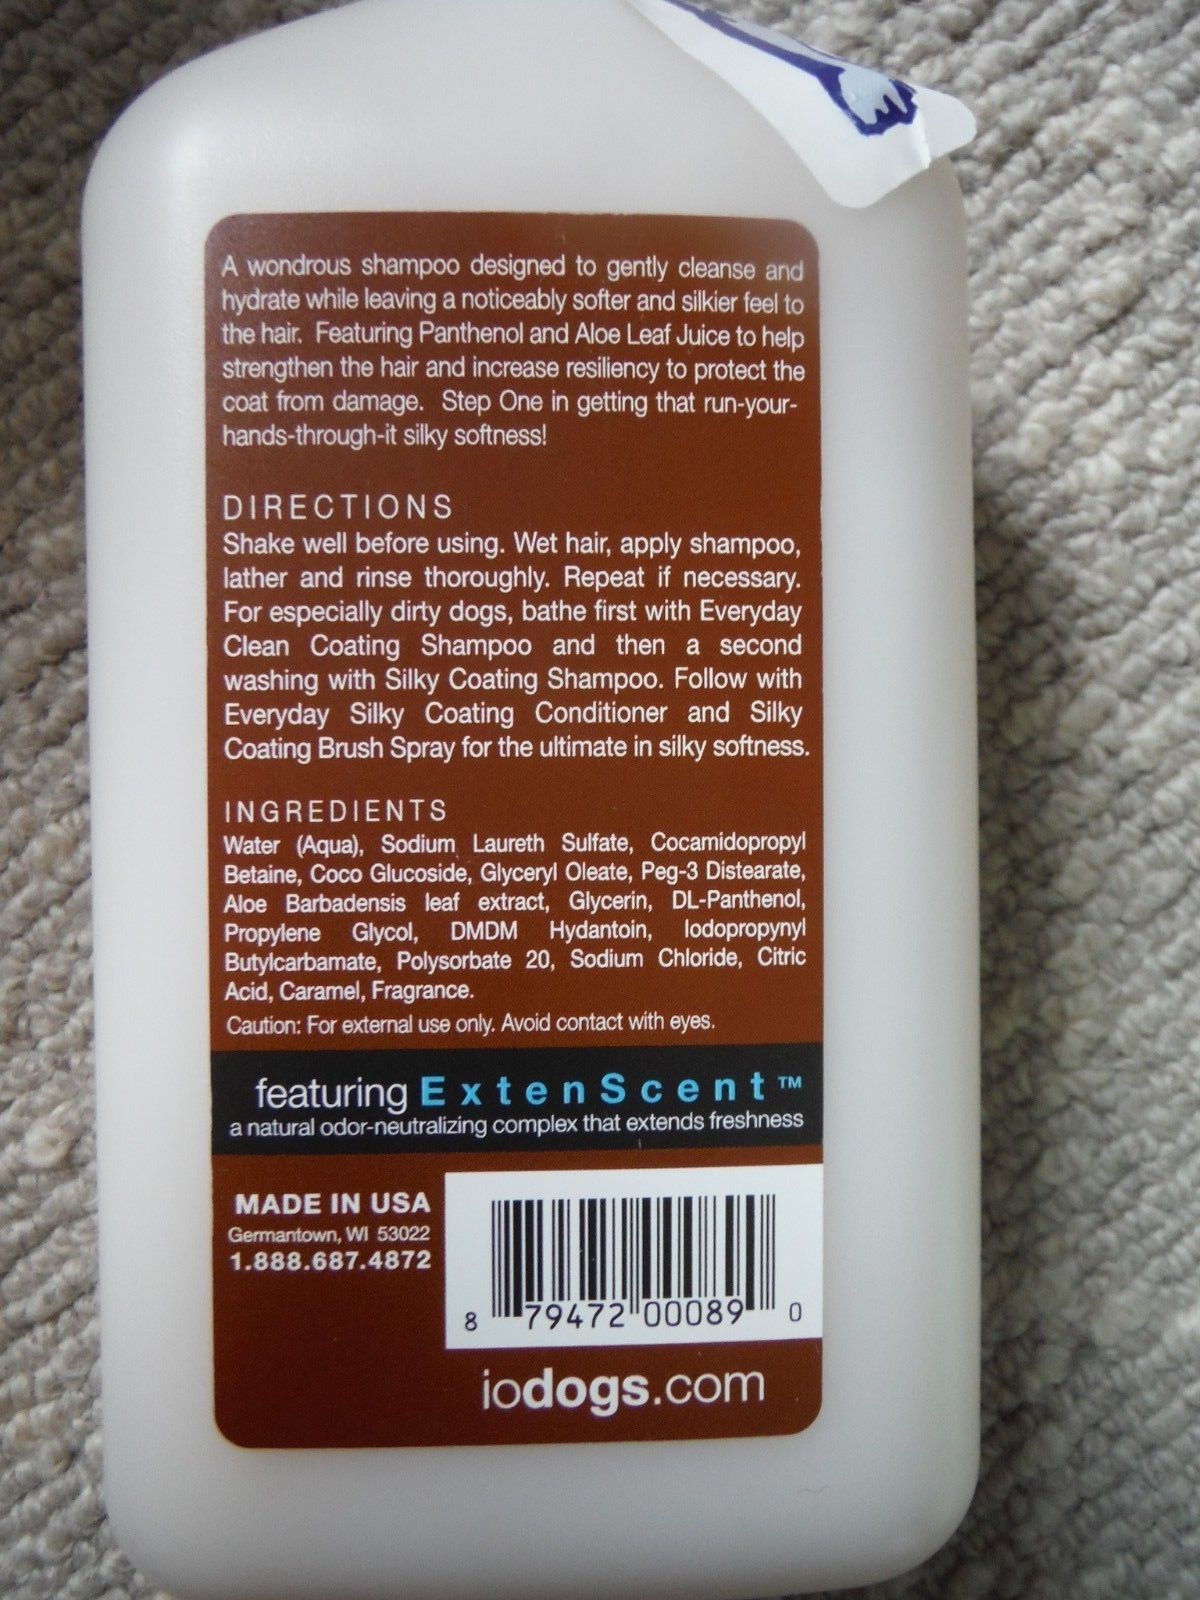 A wondrous shampoo designed to gently cleanse and
hydrate while leaving a noticeably softer and silkier feel to
the hair. Featuring Panthenol and Aloe Leaf Juice to help
strengthen the hair and increase resiliency to protect the
coat from damage. Step One in getting that run-your-
hands-through-it silky softness!
DIRECTIONS
Shake well before using. Wet hair, apply shampoo,
lather and rinse thoroughly. Repeat if necessary.
For especially dirty dogs, bathe first with Everyday
Clean Coating Shampoo and then a second
washing with Silky Coating Shampoo. Follow with
Everyday Silky Coating Conditioner and Silky
Coating Brush Spray for the ultimate in silky softness.
INGREDIENTS
Water (Aqua), Sodium Laureth Sulfate, Cocamidopropyl
Betaine, Coco Glucoside, Glyceryl Oleate, Peg-3 Distearate,
Aloe Barbadensis leaf extract, Glycerin, DL-Panthenol,
Propylene Glycol, DMDM Hydantoin, Iodopropynyl
Butylcarbamate, Polysorbate 20, Sodium Chloride, Citric
Acid, Caramel, Fragrance.
Caution: For external use only. Avoid contact with eyes.
featuring ExtenScent™
a natural odor-neutralizing complex that extends freshness
MADE IN USA
Germantown, WI 53022
1.888.687.4872
8 79472 00089 0
iodogs.com